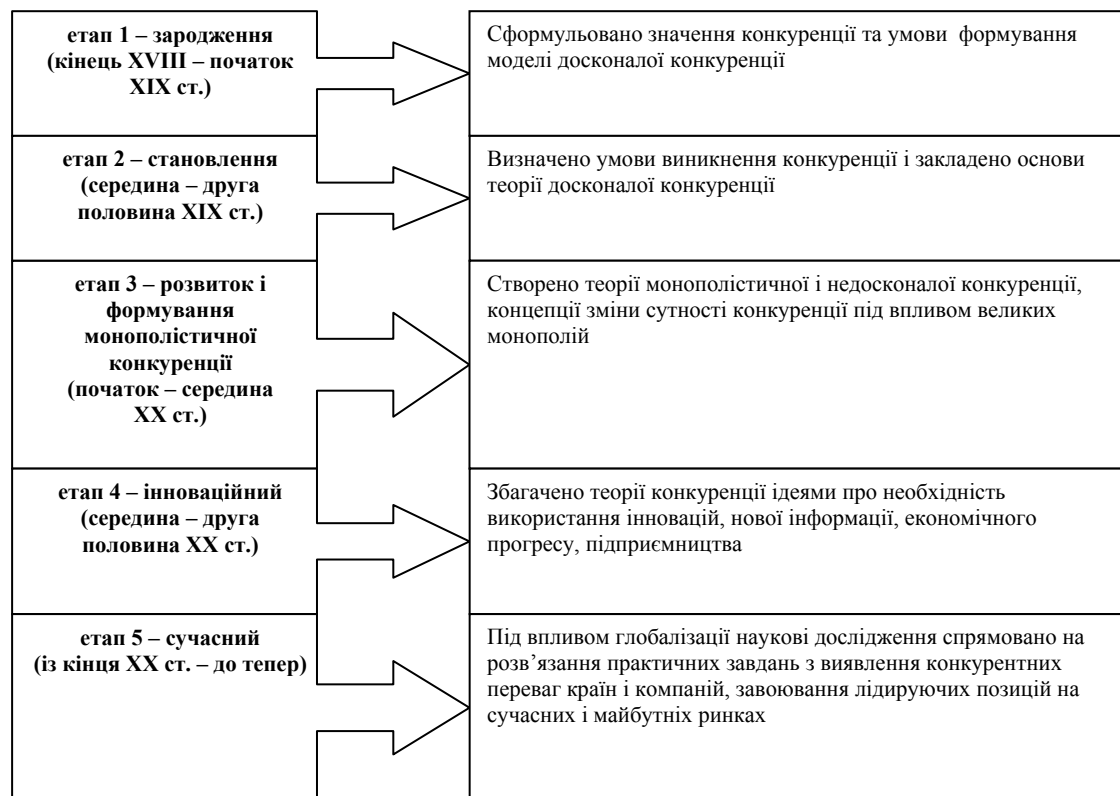 етап 1 – зародження
(кінець XVIII – початок
XIX ст.)
Сформульовано значення конкуренції та умови формування
моделі досконалої конкуренції
етап 2 – становлення
(середина – друга
половина XIX ст.)
Визначено умови виникнення конкуренції і закладено основи
теорії досконалої конкуренції
етап 3 – розвиток і
формування
монополістичної
конкуренції
(початок – середина
XX ст.)
Створено теорії монополістичної і недосконалої конкуренції,
концепції зміни сутності конкуренції під впливом великих
монополій
етап 4 – інноваційний
(середина – друга
половина XX ст.)
Збагачено теорії конкуренції ідеями про необхідність
використання інновацій, нової інформації, економічного
прогресу, підприємництва
етап 5 – сучасний
(із кінця XX ст. – до тепер)
Під впливом глобалізації наукові дослідження спрямовано на
розв’язання практичних завдань з виявлення конкурентних
переваг країн і компаній, завоювання лідируючих позицій на
сучасних і майбутніх ринках